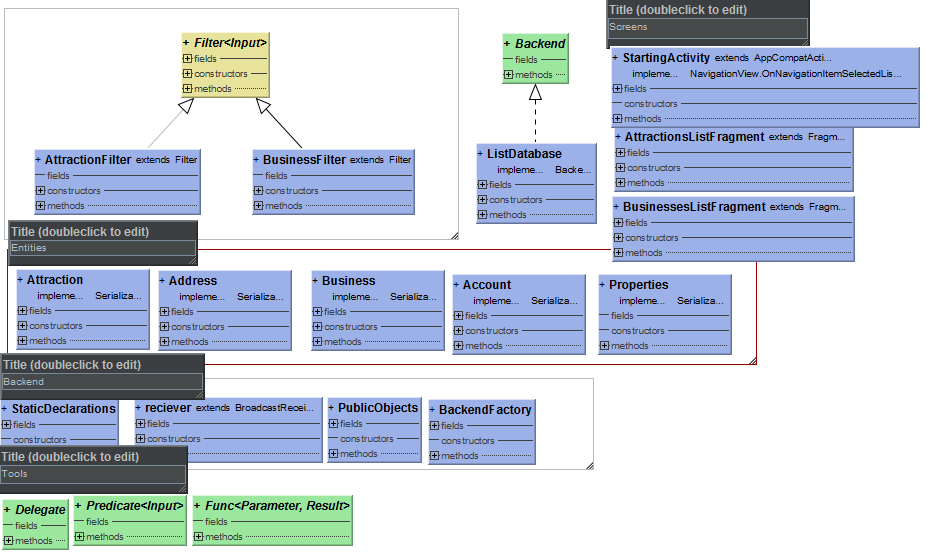 + Filter<Input>
fields
constructors
methods
+ Backend
fields
methods
Title (doubleclick to edit)
Screens
+ StartingActivity extends AppCompatActi...
impleme... NavigationView.OnNavigationItemSelectedLis...
fields
constructors
methods
+ AttractionsListFragment extends Fragm...
fields
constructors
methods
+ BusinessesListFragment extends Fragm...
fields
constructors
methods
+ AttractionFilter extends Filter
fields
constructors
methods
+ BusinessFilter extends Filter
fields
constructors
methods
+ ListDatabase
impleme... Backe...
fields
constructors
methods
Title (doubleclick to edit)
Entities
+ Attraction
impleme... Serializa...
fields
constructors
methods
+ Address
impleme... Serializa...
fields
constructors
methods
+ Business
impleme... Serializa...
fields
constructors
methods
+ Account
impleme... Serializa...
fields
constructors
methods
+ Properties
impleme... Serializa...
fields
constructors
methods
Title (doubleclick to edit)
Backend
+ StaticDeclarations
fields
constructors
+ reciever extends BroadcastRecei...
fields
constructors
methods
+ PublicObjects
fields
constructors
methods
+ BackendFactory
fields
constructors
methods
Title (doubleclick to edit)
Tools
+ Delegate
fields
methods
+ Predicate<Input>
fields
methods
+ Func<Parameter, Result>
fields
methods